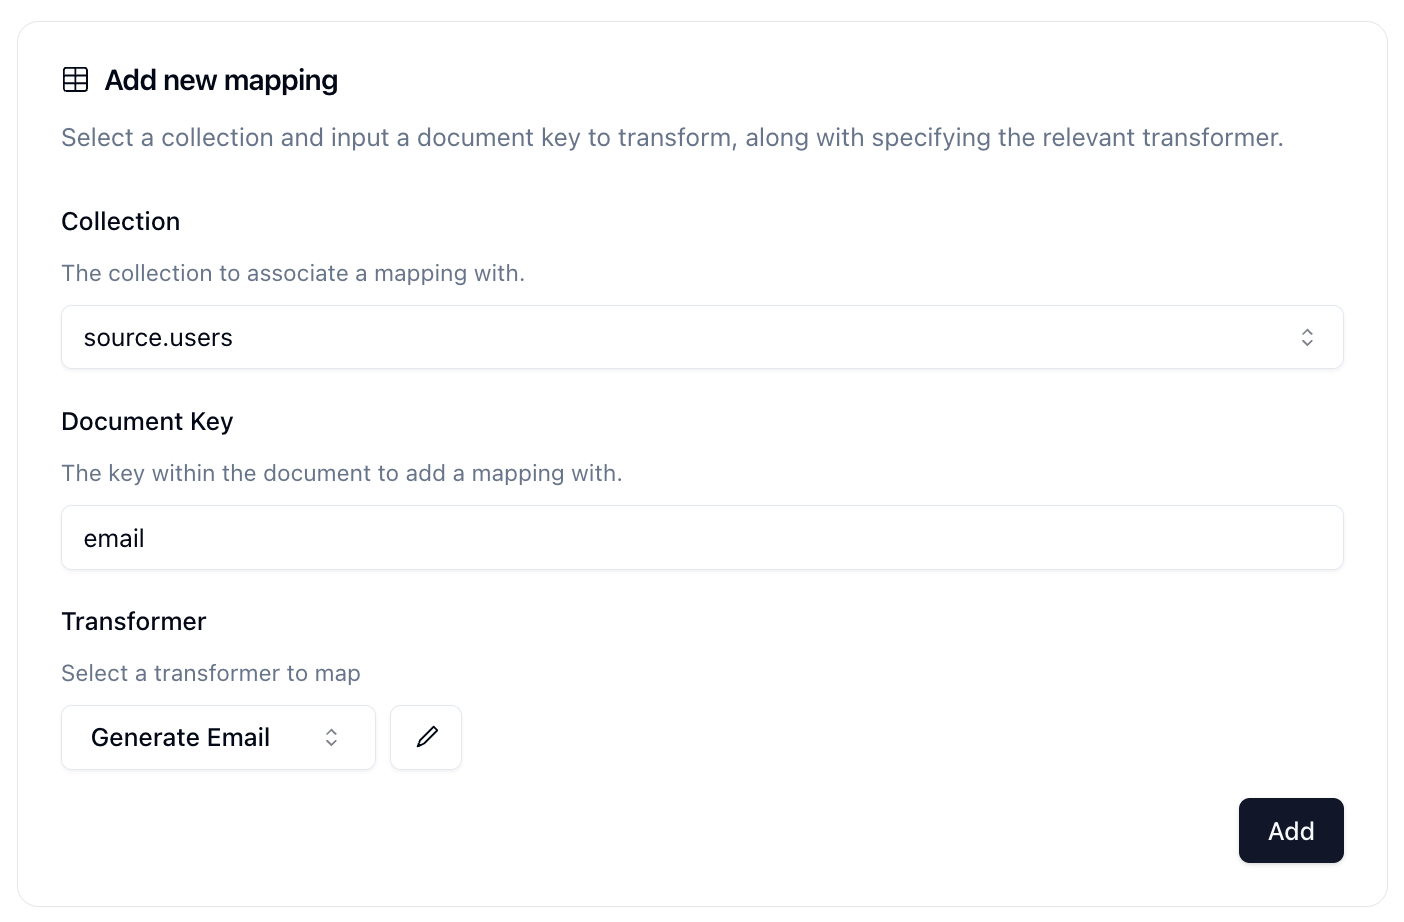 Add new mapping
Select a collection and input a document key to transform, along with specifying the relevant transformer.
Collection
The collection to associate a mapping with.
source.users
Document Key
The key within the document to add a mapping with.
email
Transformer
Select a transformer to map
Generate Email
Add